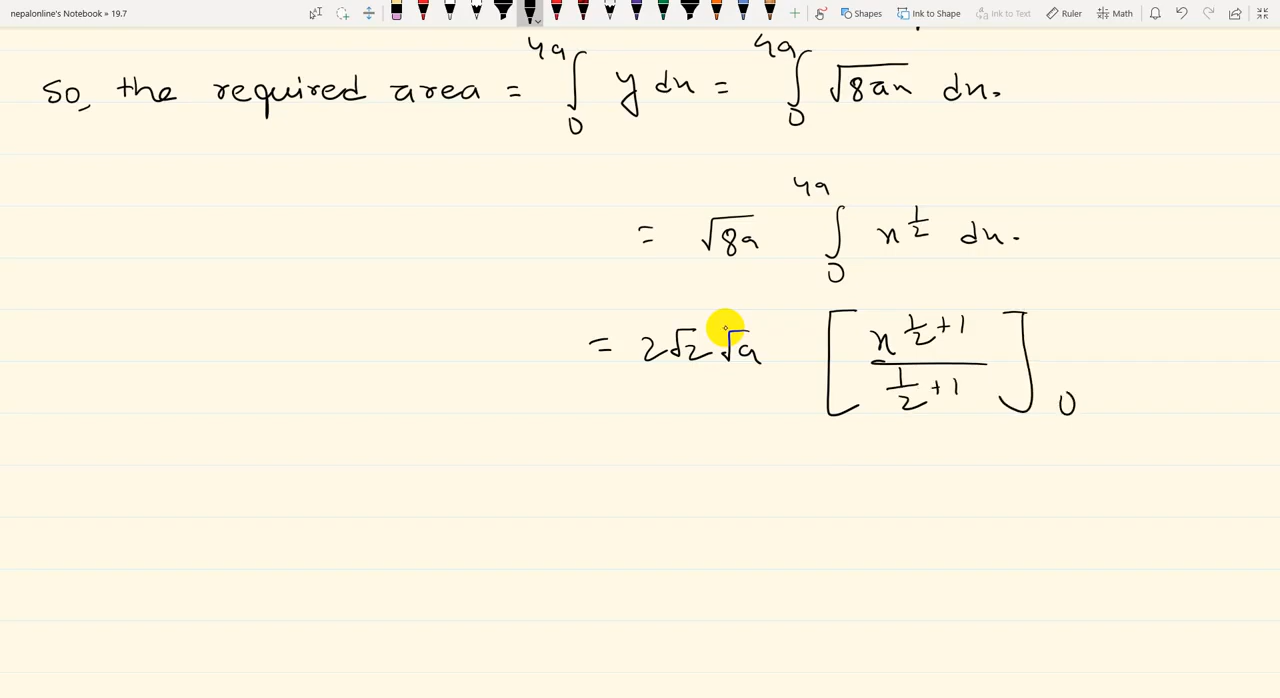 nepalonline's Notebook » 19.7
Shapes Ink to Shape Ink to Text Ruler Math
So, the required area = ∫₀^{4a} y dx = ∫₀^{4a} √(8ax) dx.
= √(8a) ∫₀^{4a} x^{1/2} dx.
= 2√2 √a [ x^{1/2 + 1} / (1/2 + 1) ]₀